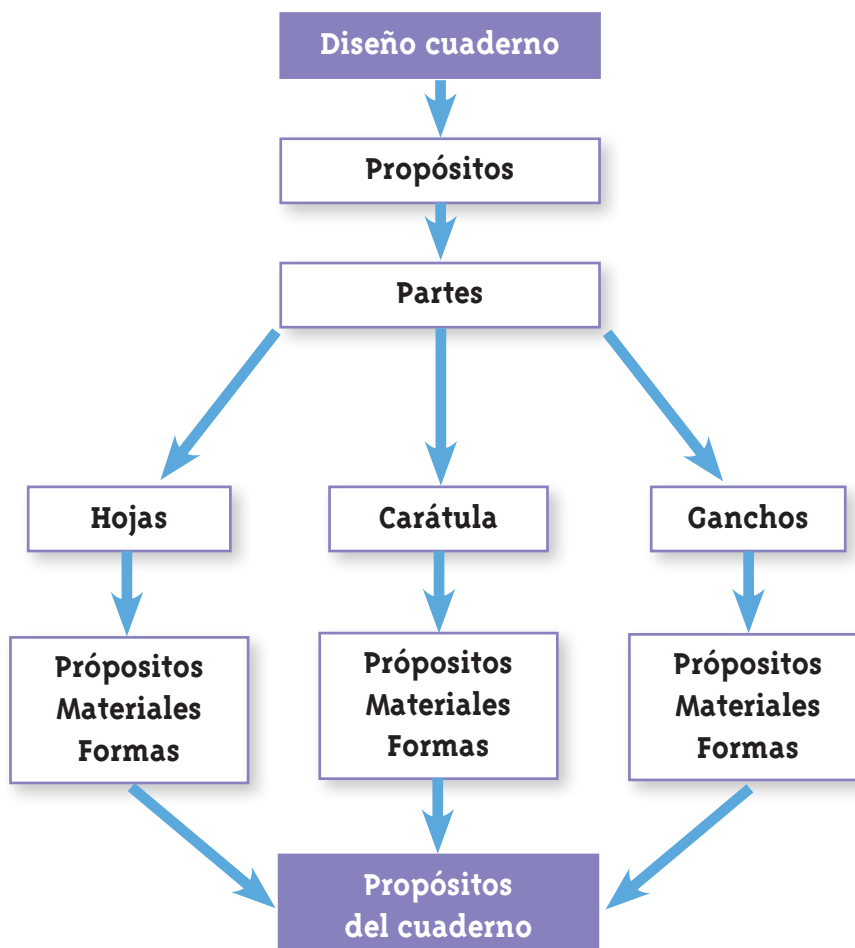 Diseño cuaderno
Propósitos
Partes
Hojas
Carátula
Ganchos
Própositos
Materiales
Formas
Própositos
Materiales
Formas
Própositos
Materiales
Formas
Propósitos
del cuaderno